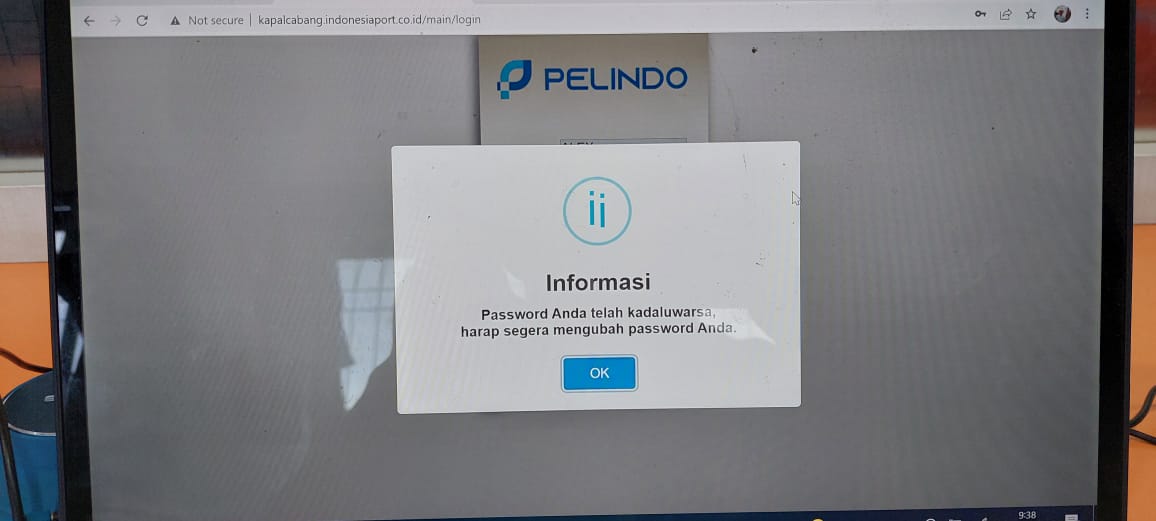 Not secure | kapalcabang.indonesiaport.co.id/main/login
PELINDO
ii
Informasi
Password Anda telah kadaluwarsa,
harap segera mengubah password Anda.
OK
9:38